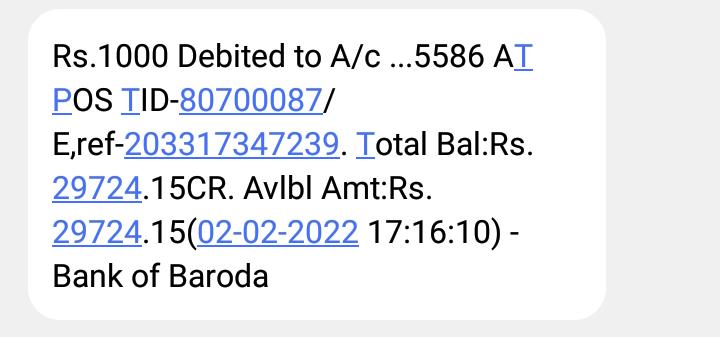 Rs.1000 Debited to A/c ...5586 AT
POS TID-80700087/
E,ref-203317347239. Total Bal:Rs.
29724.15CR. Avlbl Amt:Rs.
29724.15(02-02-2022 17:16:10) -
Bank of Baroda